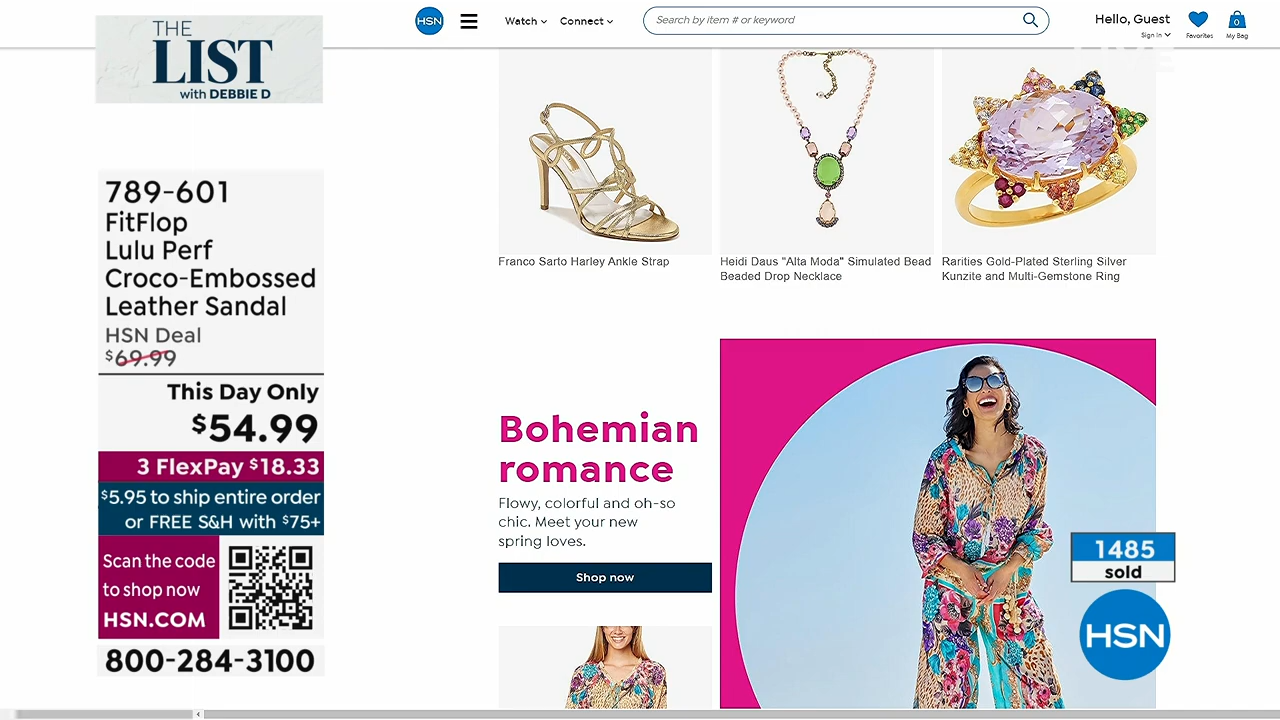 THE
LIST
with DEBBIE D
HSN
Watch
Connect
Search by item # or keyword
Hello, Guest
Sign In
Favorites
0
My Bag
LIVE
789-601
FitFlop
Lulu Perf
Croco-Embossed
Leather Sandal
HSN Deal
$69.99
This Day Only
$54.99
3 FlexPay $18.33
$5.95 to ship entire order
or FREE S&H with $75+
Scan the code
to shop now
HSN.COM
800-284-3100
Franco Sarto Harley Ankle Strap
Heidi Daus "Alta Moda" Simulated Bead
Beaded Drop Necklace
Rarities Gold-Plated Sterling Silver
Kunzite and Multi-Gemstone Ring
Bohemian
romance
Flowy, colorful and oh-so
chic. Meet your new
spring loves.
Shop now
1485
sold
HSN